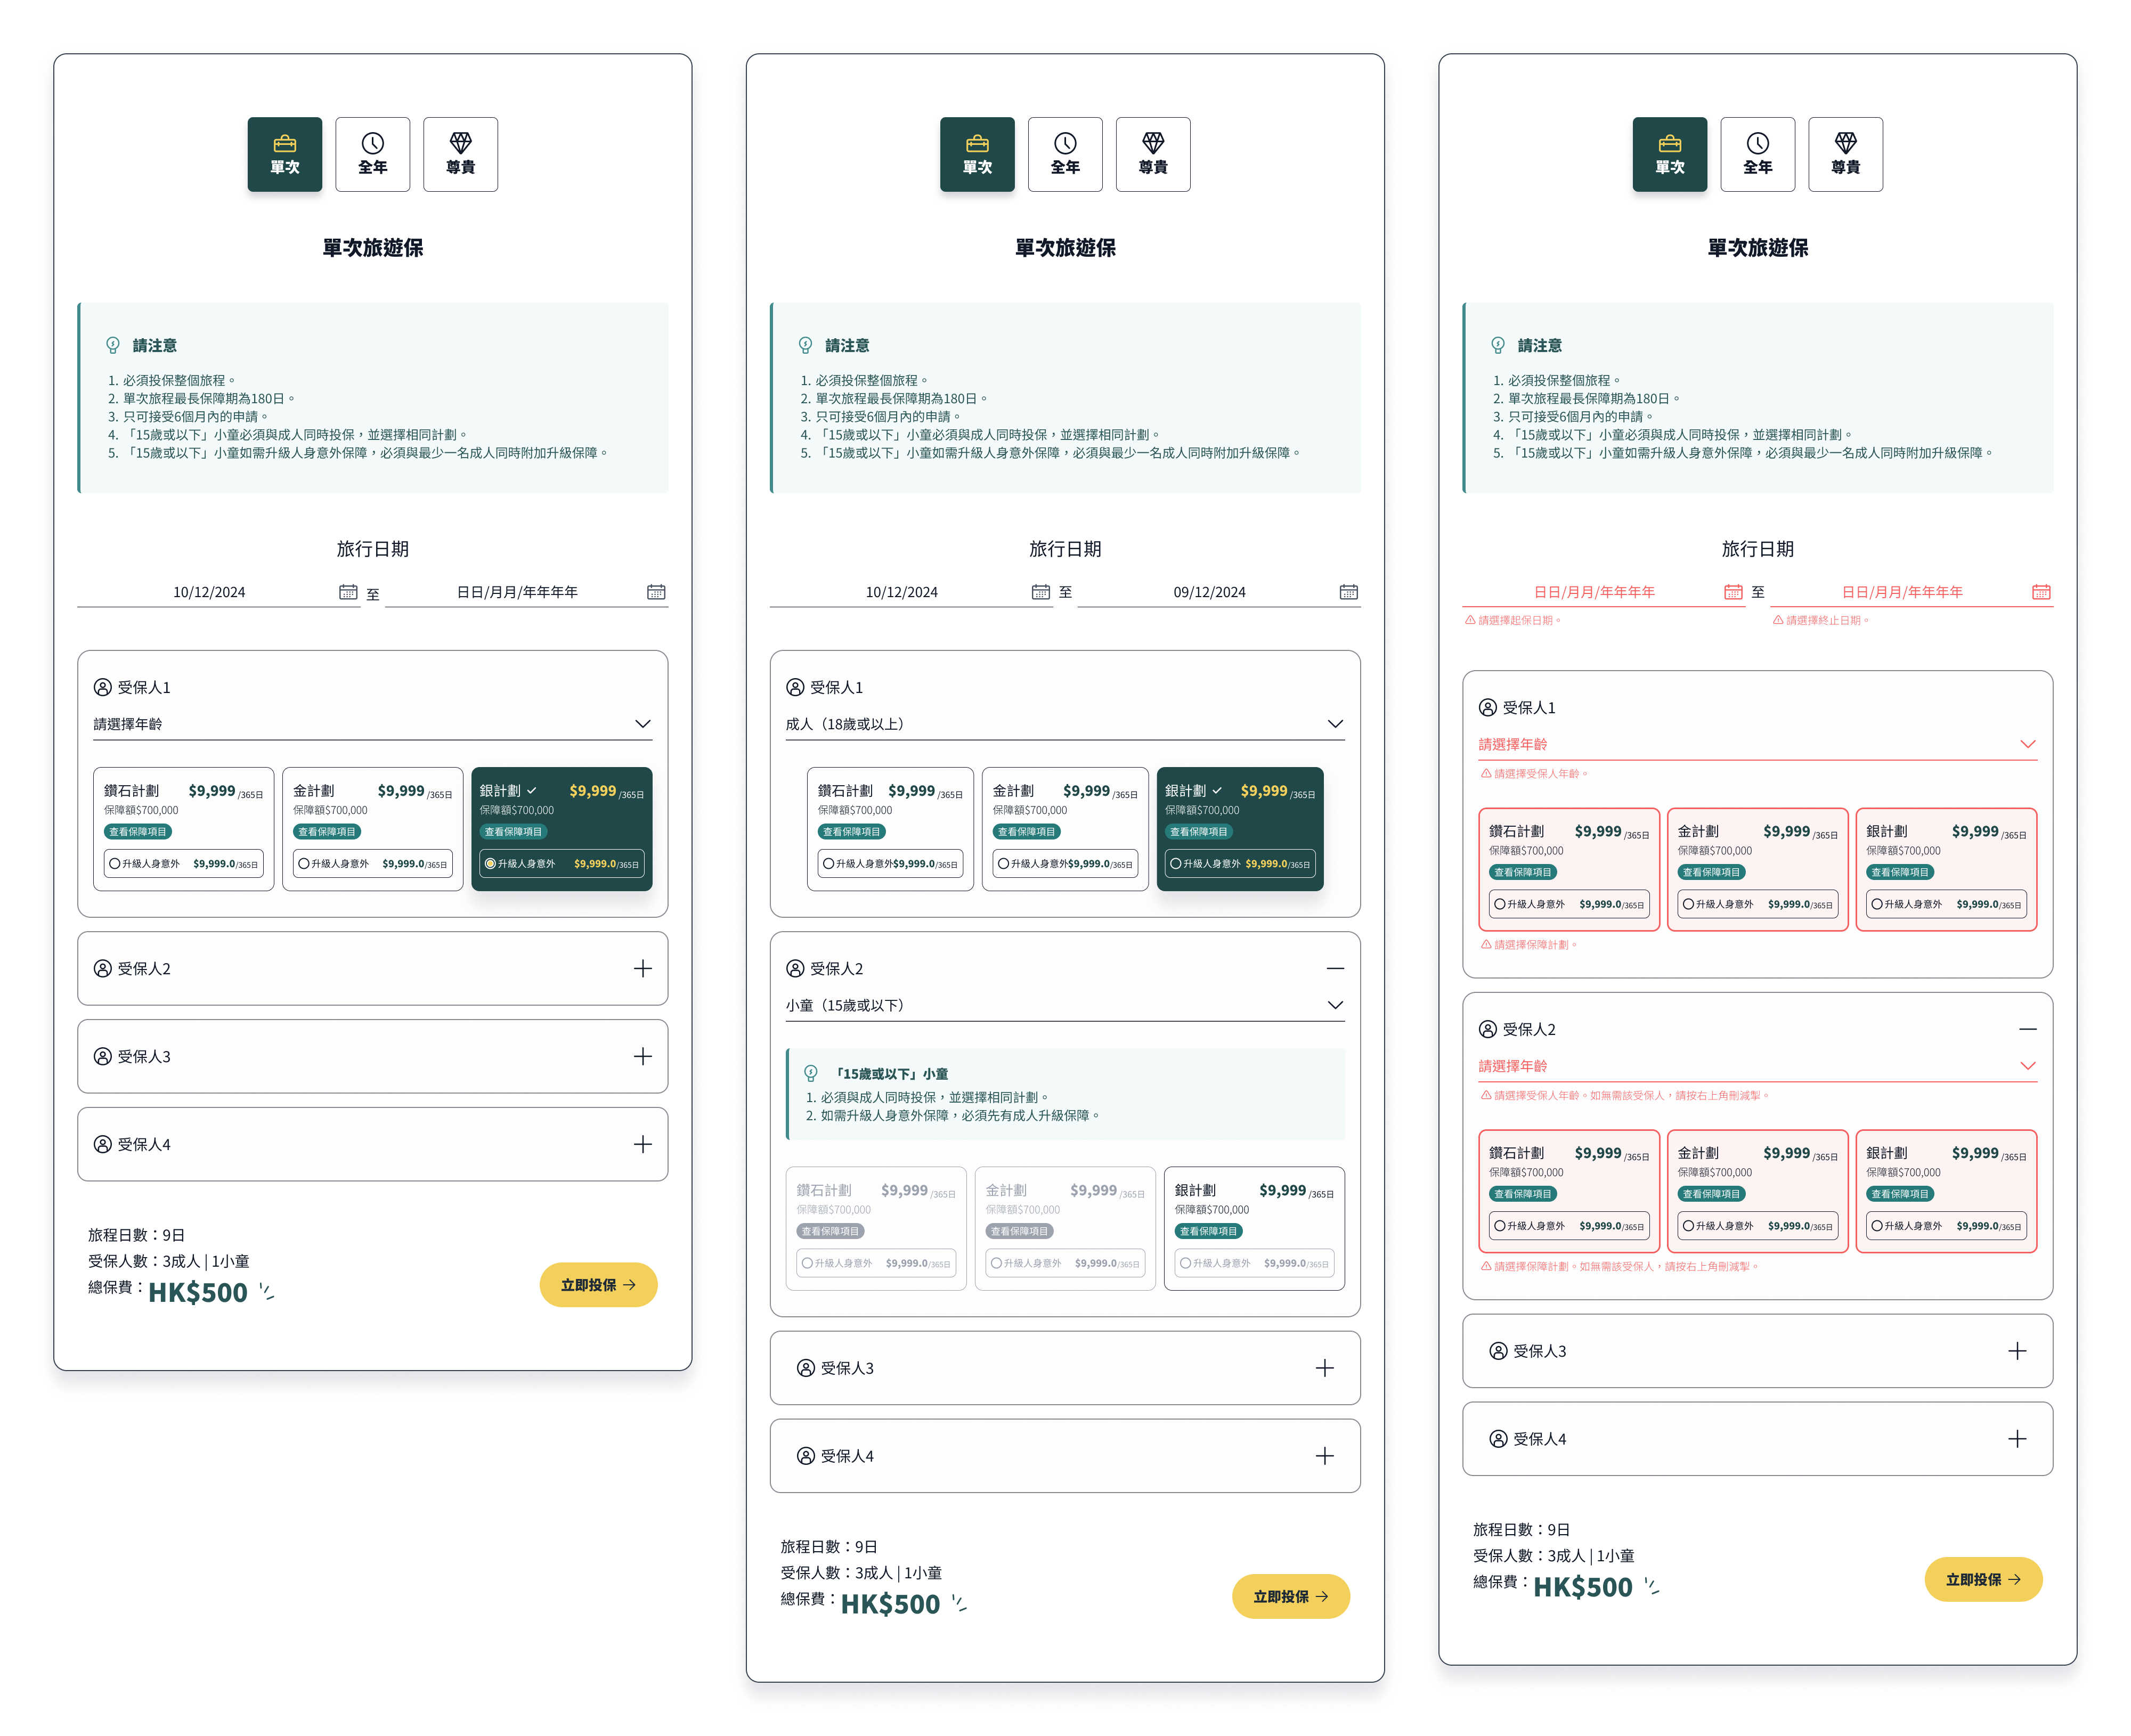 單次
全年
尊貴
單次旅遊保
請注意
1. 必須投保整個旅程。
2. 單次旅程最長保障期為180日。
3. 只可接受6個月內的申請。
4. 「15歲或以下」小童必須與成人同時投保，並選擇相同計劃。
5. 「15歲或以下」小童如需升級人身意外保障，必須與最少一名成人同時附加升級保障。
旅行日期
10/12/2024 至 日日/月月/年年年年
受保人1
請選擇年齡
鑽石計劃 $9,999 /365日
保障額$700,000
查看保障項目
升級人身意外 $9,999.0/365日
金計劃 $9,999 /365日
保障額$700,000
查看保障項目
升級人身意外 $9,999.0/365日
銀計劃 $9,999 /365日
保障額$700,000
查看保障項目
升級人身意外 $9,999.0/365日
受保人2
受保人3
受保人4
旅程日數：9日
受保人數：3成人 | 1小童
總保費：HK$500
立即投保
單次
全年
尊貴
單次旅遊保
請注意
1. 必須投保整個旅程。
2. 單次旅程最長保障期為180日。
3. 只可接受6個月內的申請。
4. 「15歲或以下」小童必須與成人同時投保，並選擇相同計劃。
5. 「15歲或以下」小童如需升級人身意外保障，必須與最少一名成人同時附加升級保障。
旅行日期
10/12/2024 至 09/12/2024
受保人1
成人（18歲或以上）
鑽石計劃 $9,999 /365日
保障額$700,000
查看保障項目
升級人身意外$9,999.0/365日
金計劃 $9,999 /365日
保障額$700,000
查看保障項目
升級人身意外$9,999.0/365日
銀計劃 $9,999 /365日
保障額$700,000
查看保障項目
升級人身意外 $9,999.0/365日
受保人2
小童（15歲或以下）
「15歲或以下」小童
1. 必須與成人同時投保，並選擇相同計劃。
2. 如需升級人身意外保障，必須先有成人升級保障。
鑽石計劃 $9,999 /365日
保障額$700,000
查看保障項目
升級人身意外 $9,999.0/365日
金計劃 $9,999 /365日
保障額$700,000
查看保障項目
升級人身意外 $9,999.0/365日
銀計劃 $9,999 /365日
保障額$700,000
查看保障項目
升級人身意外 $9,999.0/365日
受保人3
受保人4
旅程日數：9日
受保人數：3成人 | 1小童
總保費：HK$500
立即投保
單次
全年
尊貴
單次旅遊保
請注意
1. 必須投保整個旅程。
2. 單次旅程最長保障期為180日。
3. 只可接受6個月內的申請。
4. 「15歲或以下」小童必須與成人同時投保，並選擇相同計劃。
5. 「15歲或以下」小童如需升級人身意外保障，必須與最少一名成人同時附加升級保障。
旅行日期
日日/月月/年年年年 至 日日/月月/年年年年
請選擇起保日期。
請選擇終止日期。
受保人1
請選擇年齡
請選擇受保人年齡。
鑽石計劃 $9,999 /365日
保障額$700,000
查看保障項目
升級人身意外 $9,999.0/365日
金計劃 $9,999 /365日
保障額$700,000
查看保障項目
升級人身意外 $9,999.0/365日
銀計劃 $9,999 /365日
保障額$700,000
查看保障項目
升級人身意外 $9,999.0/365日
請選擇保障計劃。
受保人2
請選擇年齡
請選擇受保人年齡。如無需該受保人，請按右上角刪減掣。
鑽石計劃 $9,999 /365日
保障額$700,000
查看保障項目
升級人身意外 $9,999.0/365日
金計劃 $9,999 /365日
保障額$700,000
查看保障項目
升級人身意外 $9,999.0/365日
銀計劃 $9,999 /365日
保障額$700,000
查看保障項目
升級人身意外 $9,999.0/365日
請選擇保障計劃。如無需該受保人，請按右上角刪減掣。
受保人3
受保人4
旅程日數：9日
受保人數：3成人 | 1小童
總保費：HK$500
立即投保